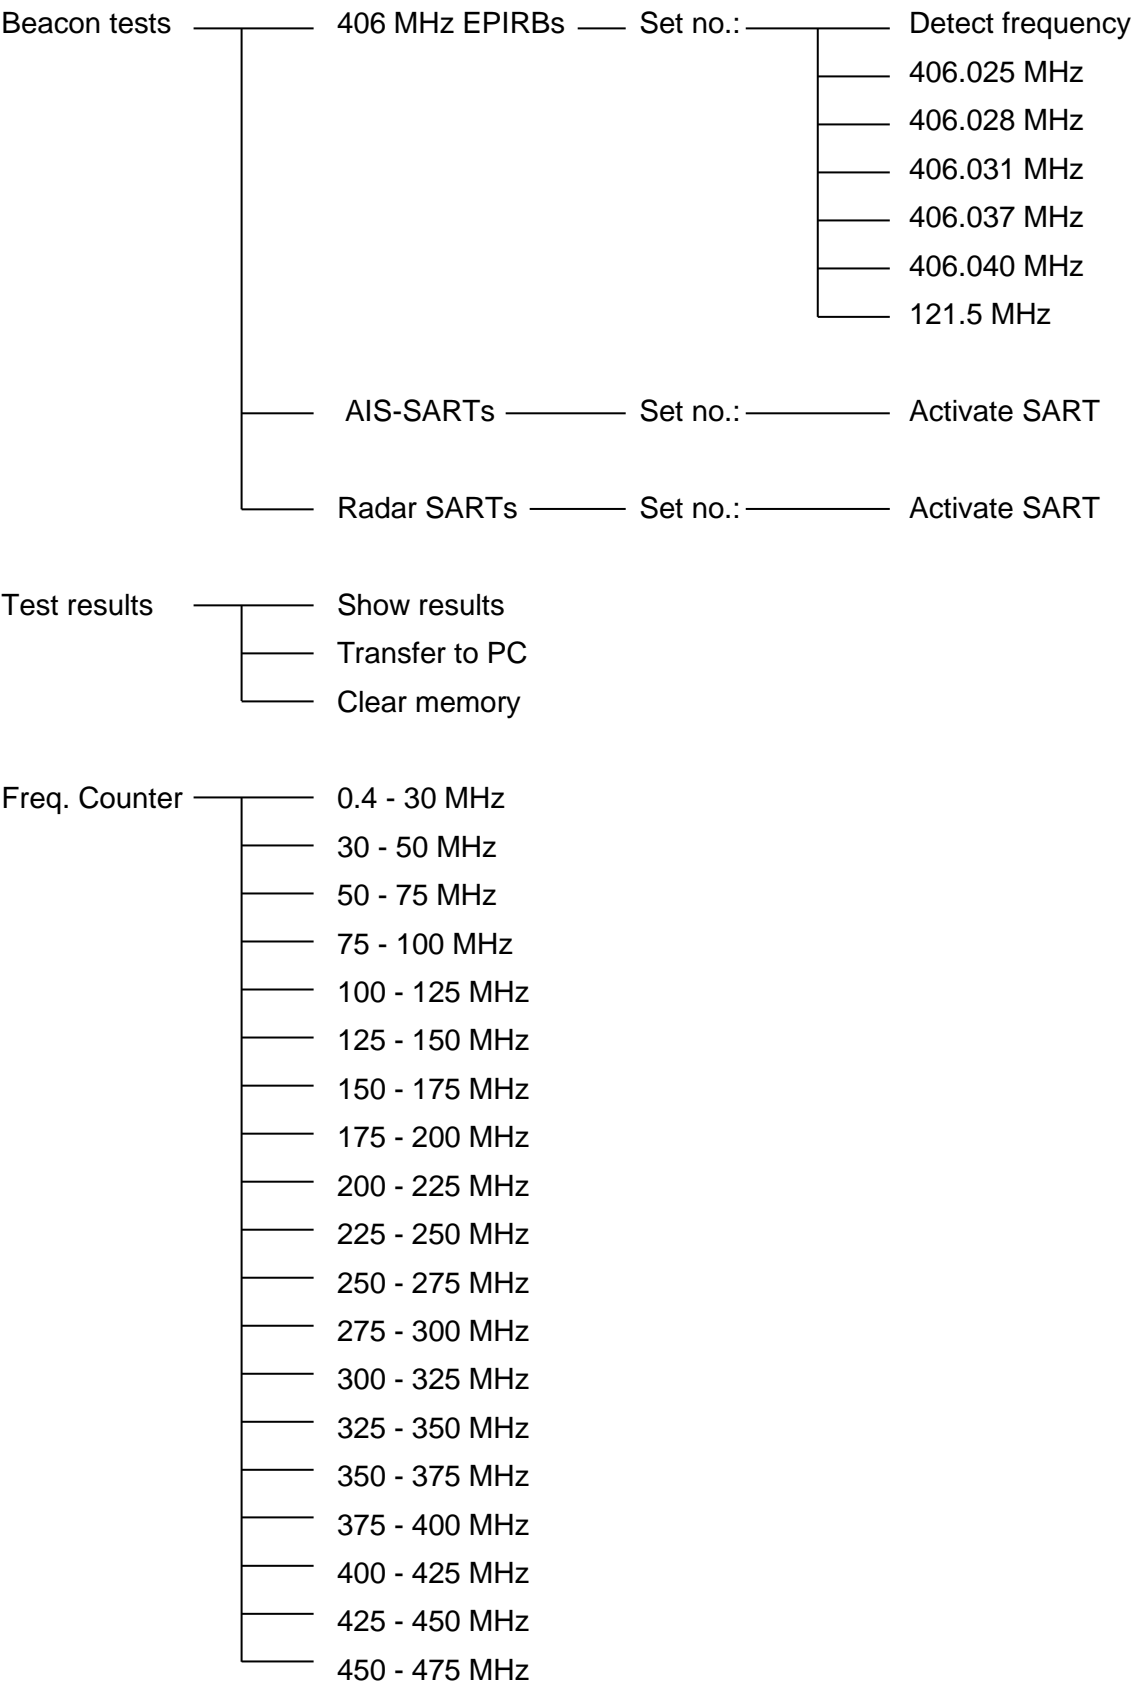 Beacon tests 406 MHz EPIRBs Set no.: Detect frequency
406.025 MHz
406.028 MHz
406.031 MHz
406.037 MHz
406.040 MHz
121.5 MHz
AIS-SARTs Set no.: Activate SART
Radar SARTs Set no.: Activate SART
Test results Show results
Transfer to PC
Clear memory
Freq. Counter 0.4 - 30 MHz
30 - 50 MHz
50 - 75 MHz
75 - 100 MHz
100 - 125 MHz
125 - 150 MHz
150 - 175 MHz
175 - 200 MHz
200 - 225 MHz
225 - 250 MHz
250 - 275 MHz
275 - 300 MHz
300 - 325 MHz
325 - 350 MHz
350 - 375 MHz
375 - 400 MHz
400 - 425 MHz
425 - 450 MHz
450 - 475 MHz